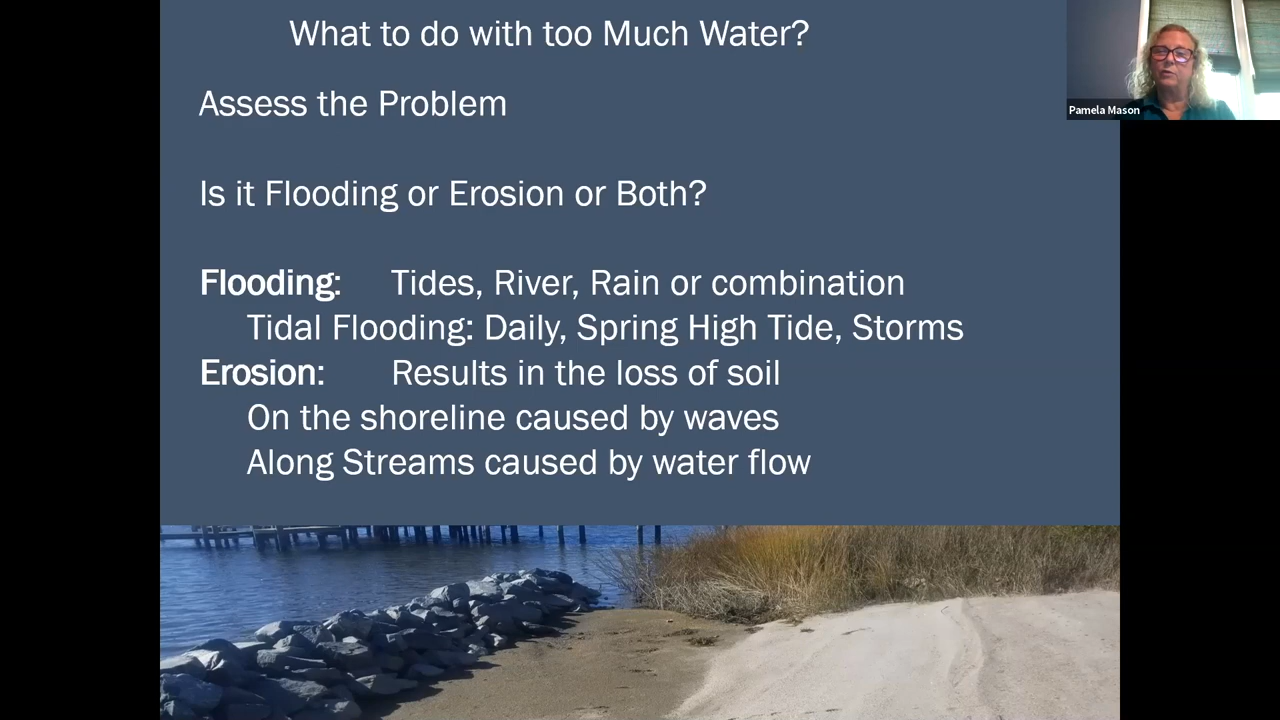 What to do with too Much Water?
Pamela Mason
Assess the Problem
Is it Flooding or Erosion or Both?
Flooding: Tides, River, Rain or combination
Tidal Flooding: Daily, Spring High Tide, Storms
Erosion: Results in the loss of soil
On the shoreline caused by waves
Along Streams caused by water flow